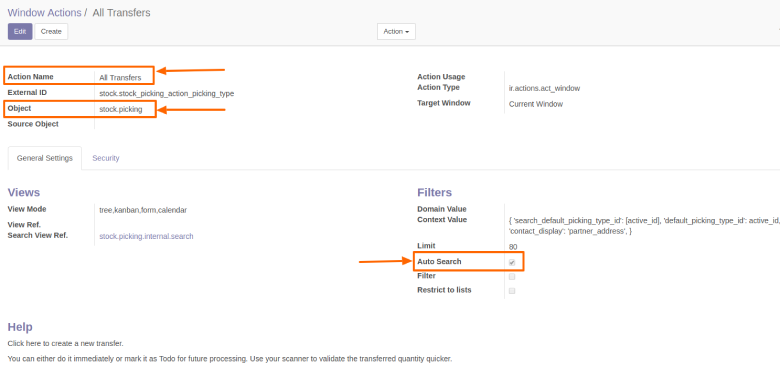 Window Actions / All Transfers
Edit Create Action
Action Name All Transfers
External ID stock.stock_picking_action_picking_type
Object stock.picking
Source Object
Action Usage
Action Type ir.actions.act_window
Target Window Current Window
General Settings Security
Views
View Mode tree,kanban,form,calendar
View Ref.
Search View Ref. stock.picking.internal.search
Filters
Domain Value
Context Value { 'search_default_picking_type_id': [active_id], 'default_picking_type_id': active_id,
'contact_display': 'partner_address', }
Limit 80
Auto Search
Filter
Restrict to lists
Help
Click here to create a new transfer.
You can either do it immediately or mark it as Todo for future processing. Use your scanner to validate the transferred quantity quicker.